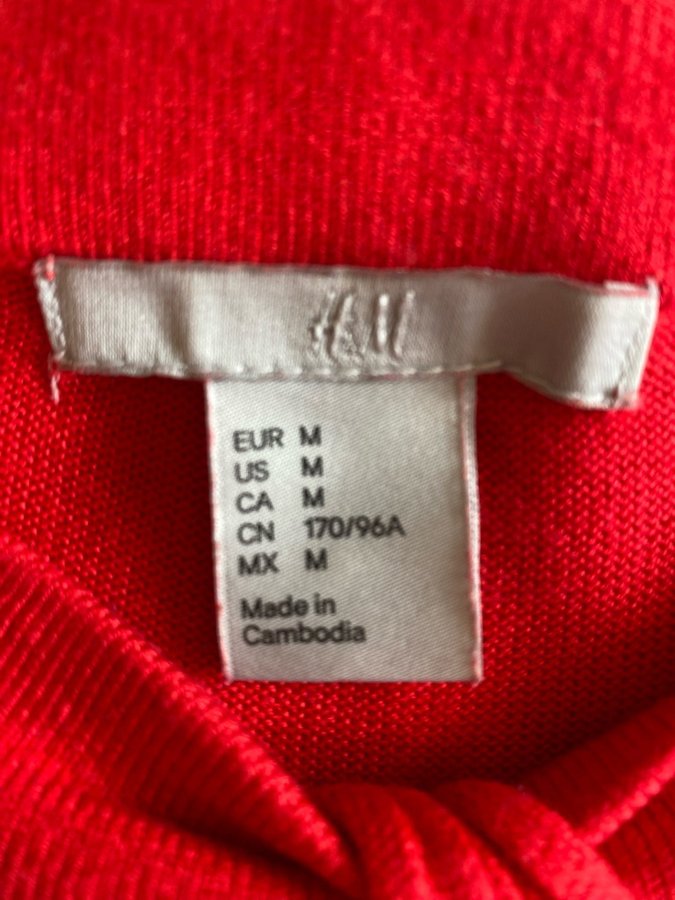 H&M
EUR M
US M
CA M
CN 170/96A
MX M
Made in
Cambodia